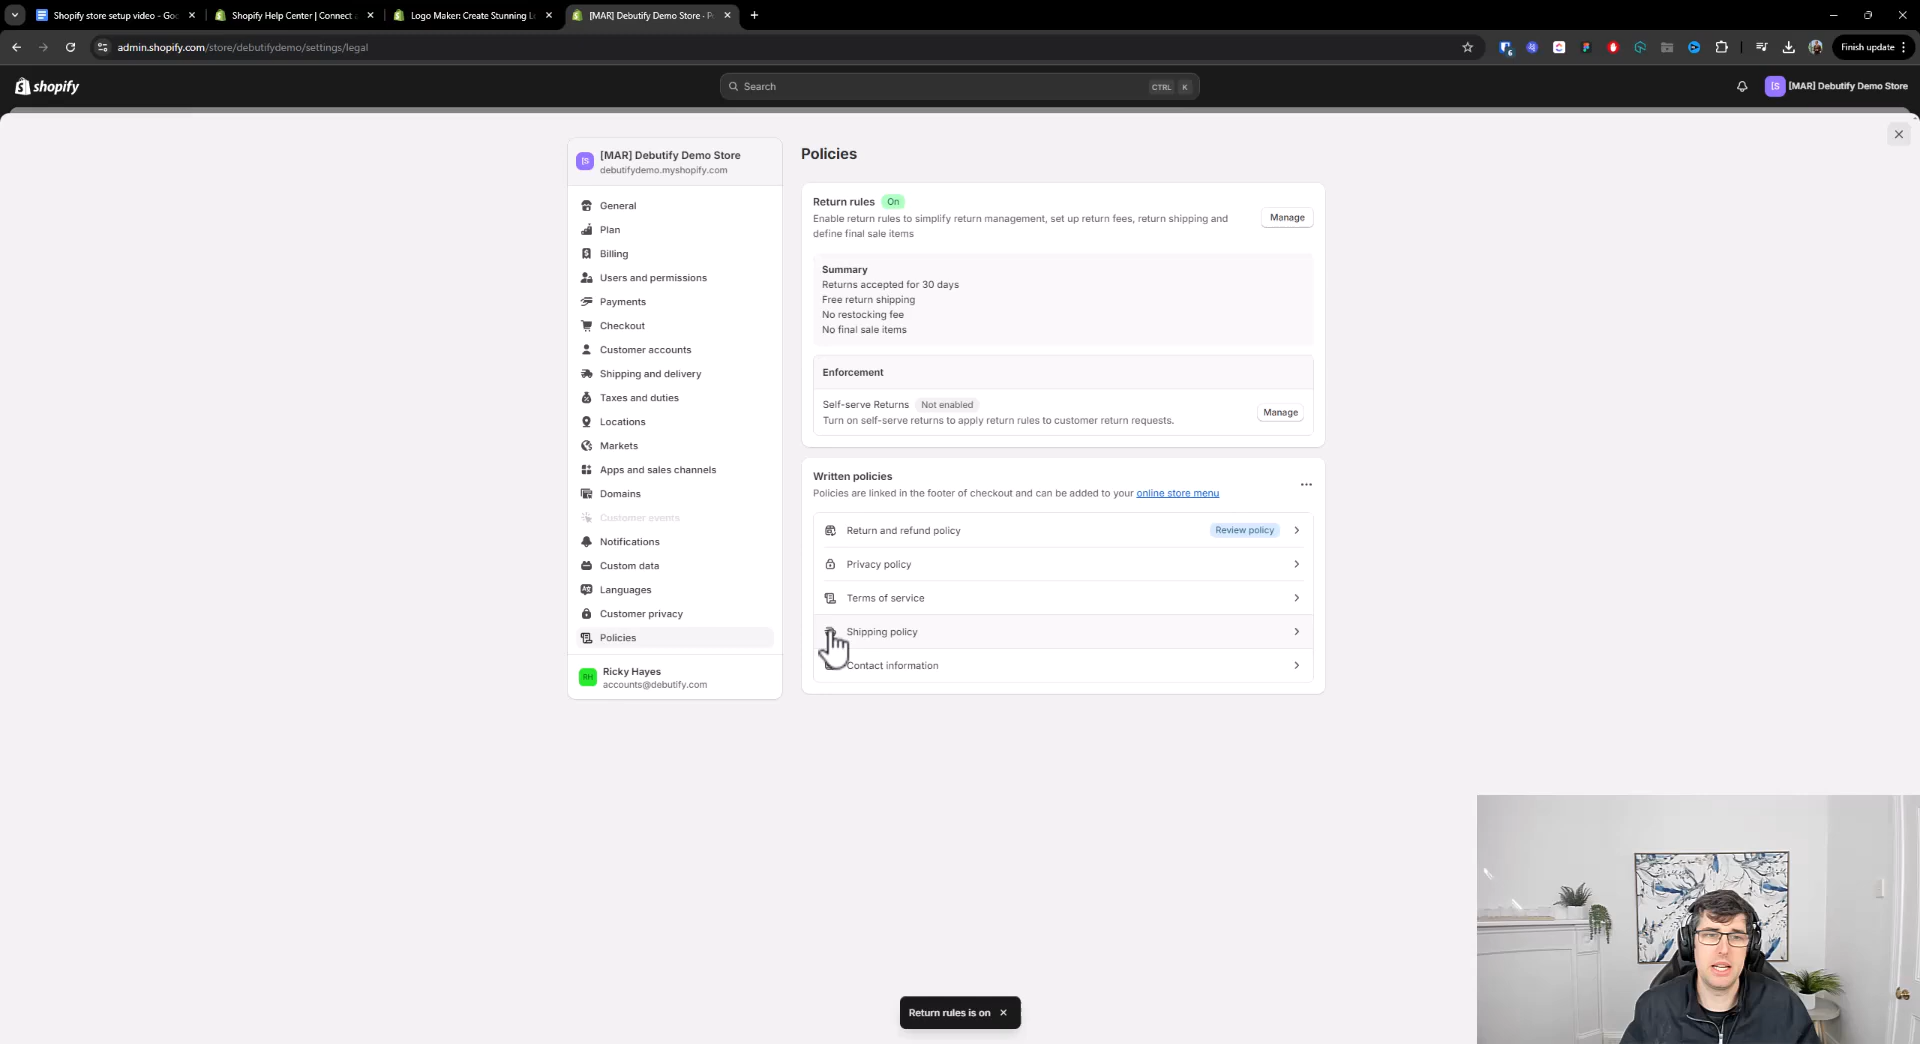 Shopify store setup video - Goo
Shopify Help Center | Connect a
Logo Maker: Create Stunning L
[MAR] Debutify Demo Store - P
admin.shopify.com/store/debutifydemo/settings/legal
6
Finish update
shopify
Search
CTRL K
[S
[MAR] Debutify Demo Store
[S
[MAR] Debutify Demo Store
debutifydemo.myshopify.com
General
Plan
Billing
Users and permissions
Payments
Checkout
Customer accounts
Shipping and delivery
Taxes and duties
Locations
Markets
Apps and sales channels
Domains
Customer events
Notifications
Custom data
Languages
Customer privacy
Policies
RH
Ricky Hayes
accounts@debutify.com
Policies
Return rules On
Enable return rules to simplify return management, set up return fees, return shipping and
define final sale items
Manage
Summary
Returns accepted for 30 days
Free return shipping
No restocking fee
No final sale items
Enforcement
Self-serve Returns Not enabled
Turn on self-serve returns to apply return rules to customer return requests.
Manage
Written policies
Policies are linked in the footer of checkout and can be added to your online store menu
Return and refund policy Review policy
Privacy policy
Terms of service
Shipping policy
Contact information
Return rules is on